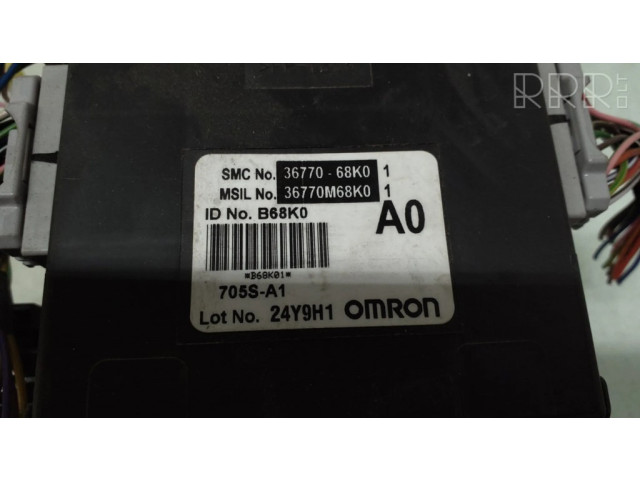 RRR.LT
SMC No. 36770-68K0 1
MSIL No. 36770M68K0 1
ID No. B68K0
A0
*B68K01*
705S-A1
Lot No. 24Y9H1 OMRON